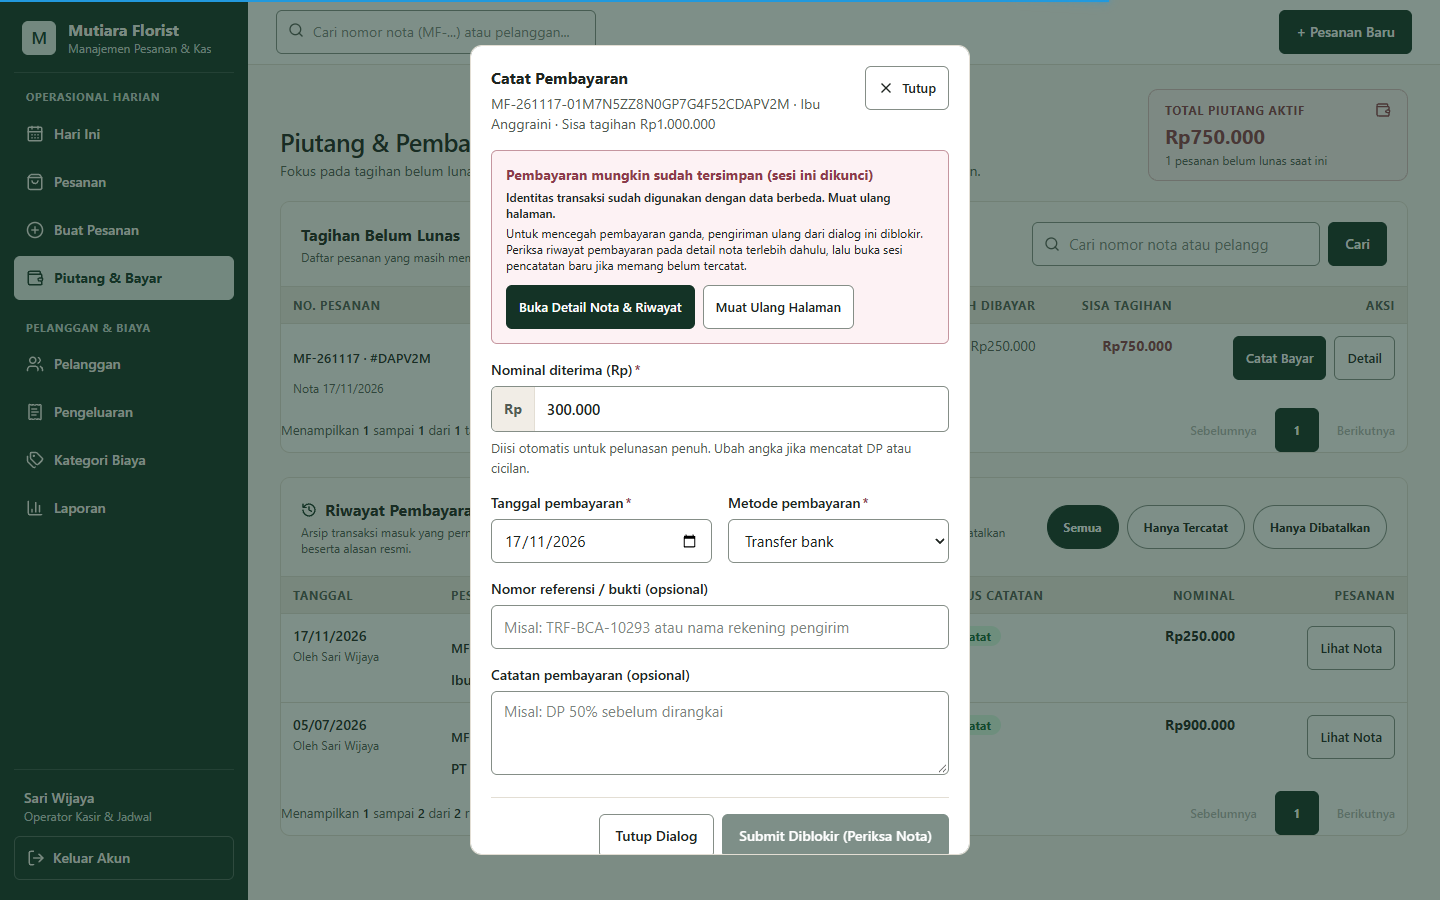 M
Mutiara Florist
Manajemen Pesanan & Kas
OPERASIONAL HARIAN
Hari Ini
Pesanan
Buat Pesanan
Piutang & Bayar
PELANGGAN & BIAYA
Pelanggan
Pengeluaran
Kategori Biaya
Laporan
Sari Wijaya
Operator Kasir & Jadwal
Keluar Akun
Cari nomor nota (MF-...) atau pelanggan...
+ Pesanan Baru
Piutang & Pemba
Fokus pada tagihan belum luna
n.
TOTAL PIUTANG AKTIF
Rp750.000
1 pesanan belum lunas saat ini
Tagihan Belum Lunas
Daftar pesanan yang masih mem
Cari nomor nota atau pelangg
Cari
NO. PESANAN
H DIBAYAR
SISA TAGIHAN
AKSI
MF-261117 · #DAPV2M
Nota 17/11/2026
Rp250.000
Rp750.000
Catat Bayar
Detail
Menampilkan 1 sampai 1 dari 1 t
Sebelumnya
1
Berikutnya
Riwayat Pembayara
Arsip transaksi masuk yang pern
beserta alasan resmi.
atalkan
Semua
Hanya Tercatat
Hanya Dibatalkan
TANGGAL
PES
US CATATAN
NOMINAL
PESANAN
17/11/2026
Oleh Sari Wijaya
MF
Ibu
atat
Rp250.000
Lihat Nota
05/07/2026
Oleh Sari Wijaya
MF
PT
atat
Rp900.000
Lihat Nota
Menampilkan 1 sampai 2 dari 2 r
Sebelumnya
1
Berikutnya
Catat Pembayaran
MF-261117-01M7N5ZZ8N0GP7G4F52CDAPV2M · Ibu
Anggraini · Sisa tagihan Rp1.000.000
Tutup
Pembayaran mungkin sudah tersimpan (sesi ini dikunci)
Identitas transaksi sudah digunakan dengan data berbeda. Muat ulang
halaman.
Untuk mencegah pembayaran ganda, pengiriman ulang dari dialog ini diblokir.
Periksa riwayat pembayaran pada detail nota terlebih dahulu, lalu buka sesi
pencatatan baru jika memang belum tercatat.
Buka Detail Nota & Riwayat
Muat Ulang Halaman
Nominal diterima (Rp) *
Rp
300.000
Diisi otomatis untuk pelunasan penuh. Ubah angka jika mencatat DP atau
cicilan.
Tanggal pembayaran *
Metode pembayaran *
17/11/2026
Transfer bank
Nomor referensi / bukti (opsional)
Misal: TRF-BCA-10293 atau nama rekening pengirim
Catatan pembayaran (opsional)
Misal: DP 50% sebelum dirangkai
Tutup Dialog
Submit Diblokir (Periksa Nota)